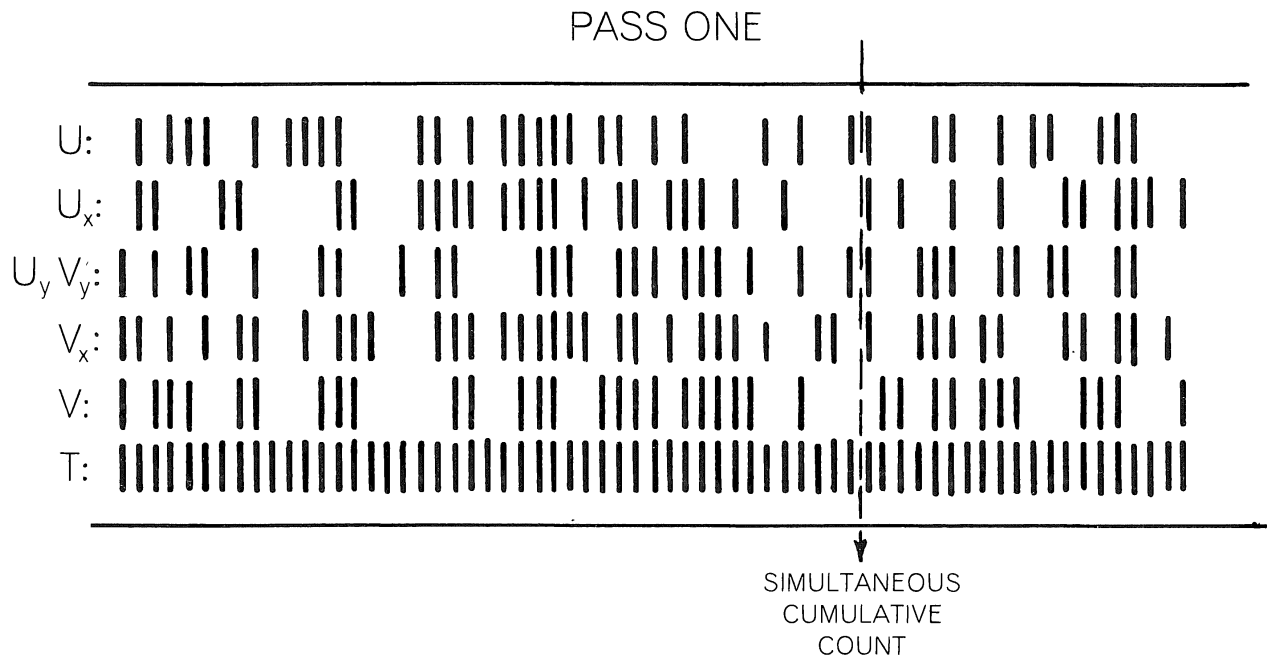 PASS ONE
U:
Uₓ:
U_y V_y:
Vₓ:
V:
T:
SIMULTANEOUS
CUMULATIVE
COUNT